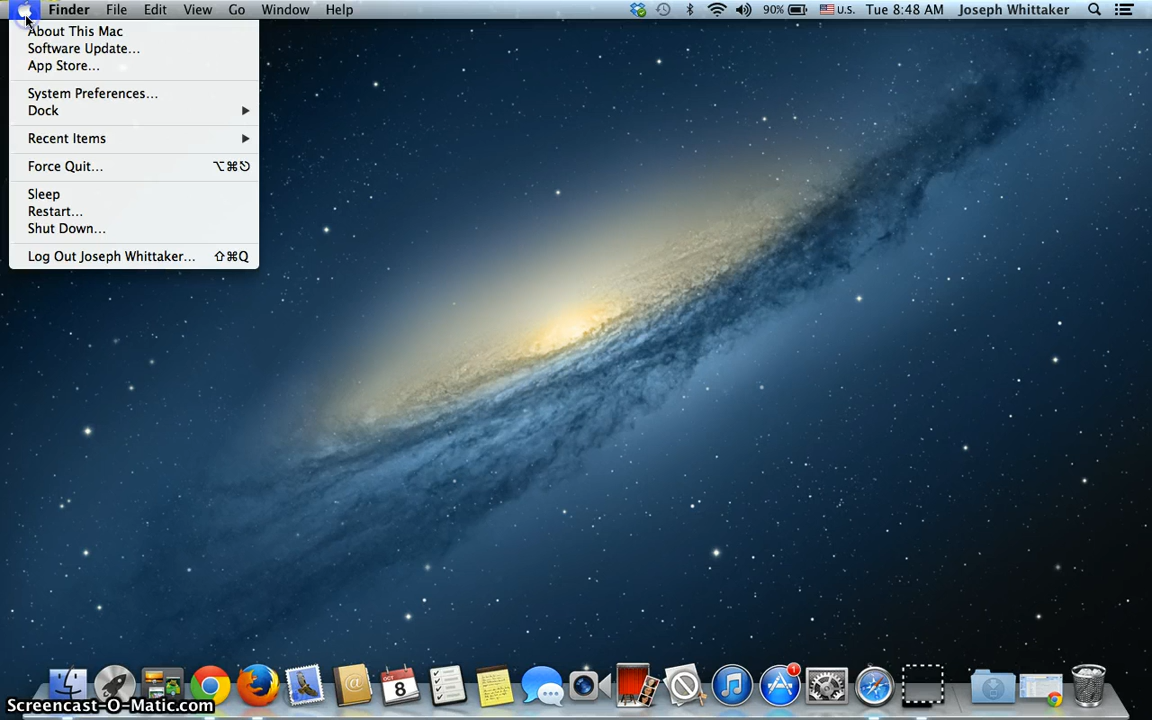 Finder File Edit View Go Window Help 90% U.S. Tue 8:48 AM Joseph Whittaker
About This Mac
Software Update...
App Store...
System Preferences...
Dock
Recent Items
Force Quit... ⌥⌘⎋
Sleep
Restart...
Shut Down...
Log Out Joseph Whittaker... ⇧⌘Q
OCT
8
1
Screencast-O-Matic.com